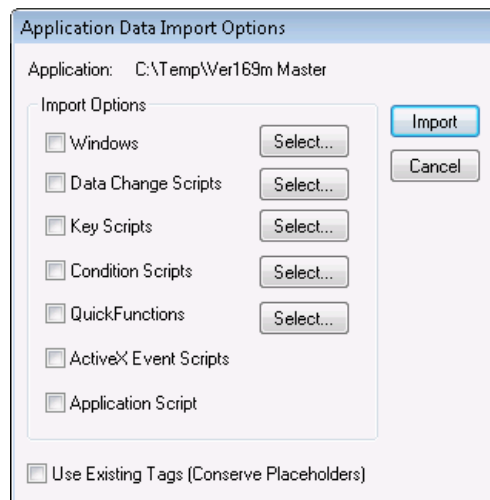 Application Data Import Options
Application: C:\Temp\Ver169m Master
Import Options
Import
Windows Select...
Cancel
Data Change Scripts Select...
Key Scripts Select...
Condition Scripts Select...
QuickFunctions Select...
ActiveX Event Scripts
Application Script
Use Existing Tags (Conserve Placeholders)